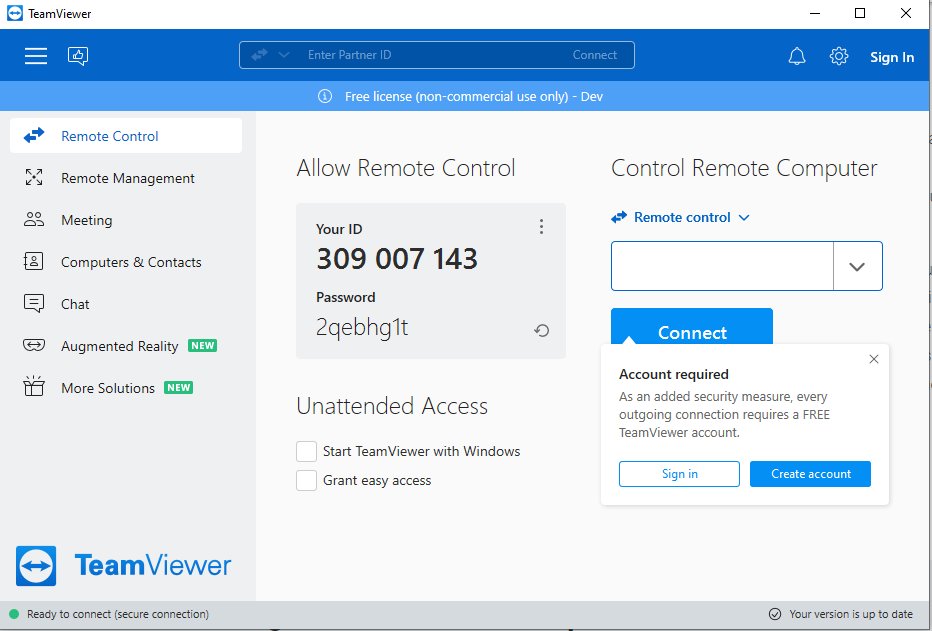 TeamViewer
Enter Partner ID
Connect
Sign In
Free license (non-commercial use only) - Dev
Remote Control
Remote Management
Meeting
Computers & Contacts
Chat
Augmented Reality NEW
More Solutions NEW
TeamViewer
Allow Remote Control
Your ID
309 007 143
Password
2qebhg1t
Unattended Access
Start TeamViewer with Windows
Grant easy access
Control Remote Computer
Remote control
Connect
Account required
As an added security measure, every
outgoing connection requires a FREE
TeamViewer account.
Sign in
Create account
Ready to connect (secure connection)
Your version is up to date